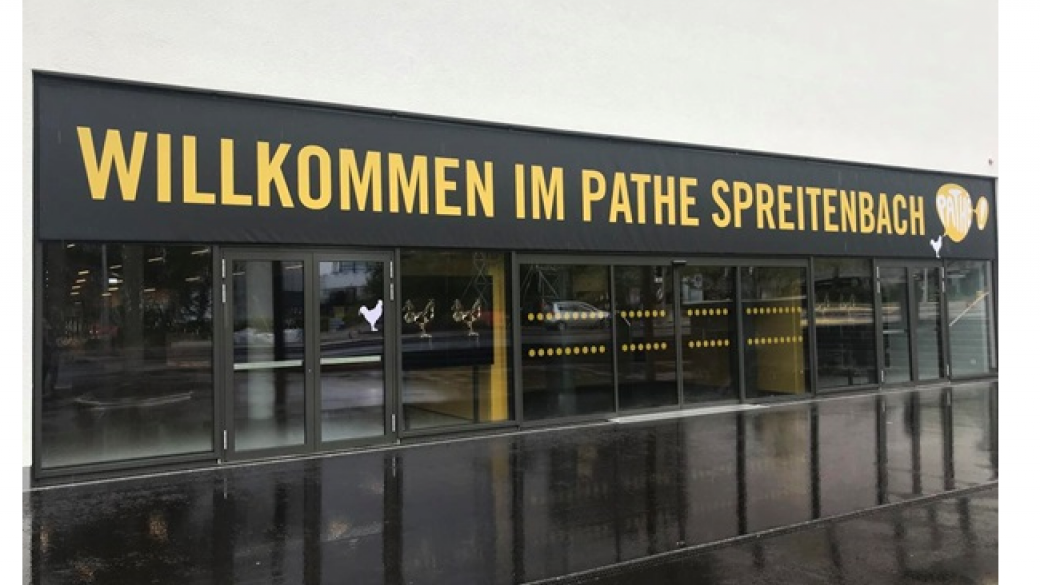 WILLKOMMEN IM PATHE SPREITENBACH
PATHE